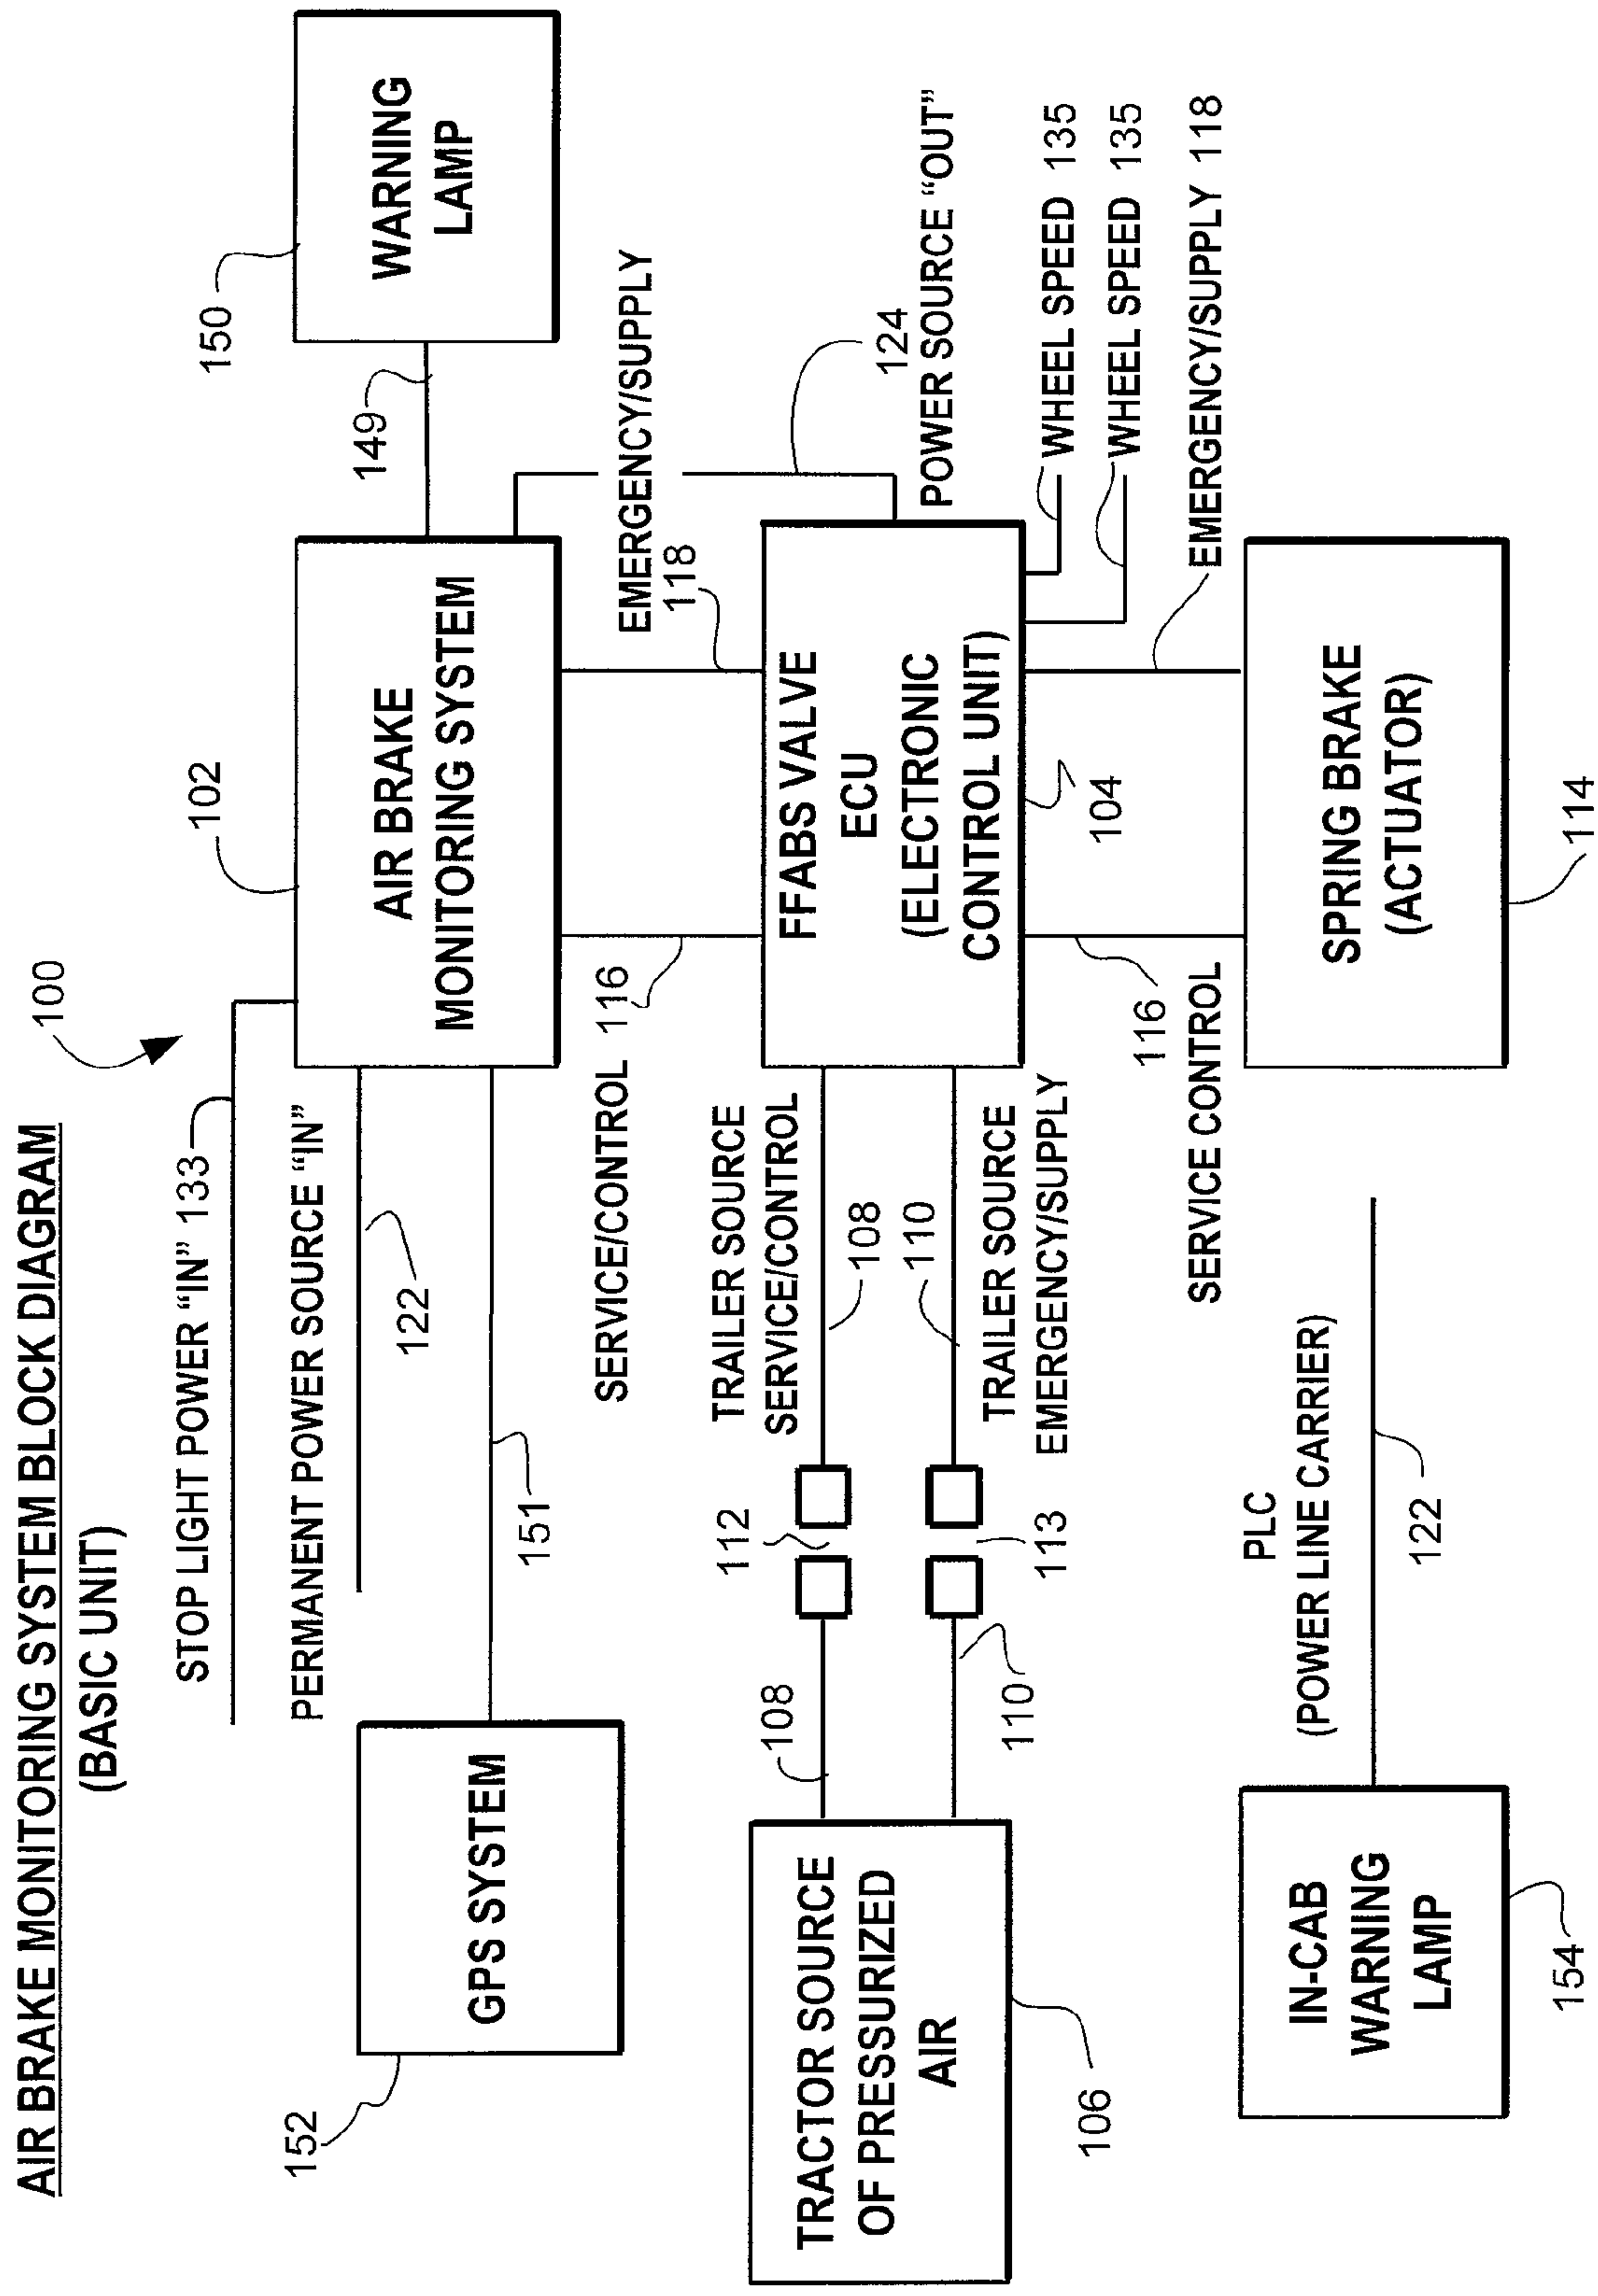 AIR BRAKE MONITORING SYSTEM BLOCK DIAGRAM
(BASIC UNIT)
100
STOP LIGHT POWER “IN” 133
102
150
PERMANENT POWER SOURCE “IN”
122
152
GPS SYSTEM
151
AIR BRAKE
MONITORING SYSTEM
149
WARNING
LAMP
SERVICE/CONTROL 116
EMERGENCY/SUPPLY
118
124
POWER SOURCE “OUT”
TRACTOR SOURCE
OF PRESSURIZED
AIR
106
108
110
112
113
TRAILER SOURCE
SERVICE/CONTROL
108
110
TRAILER SOURCE
EMERGENCY/SUPPLY
FFABS VALVE
ECU
(ELECTRONIC
CONTROL UNIT)
104
WHEEL SPEED 135
WHEEL SPEED 135
EMERGENCY/SUPPLY 118
116
SERVICE CONTROL
PLC
(POWER LINE CARRIER)
122
IN-CAB
WARNING
LAMP
154
SPRING BRAKE
(ACTUATOR)
114